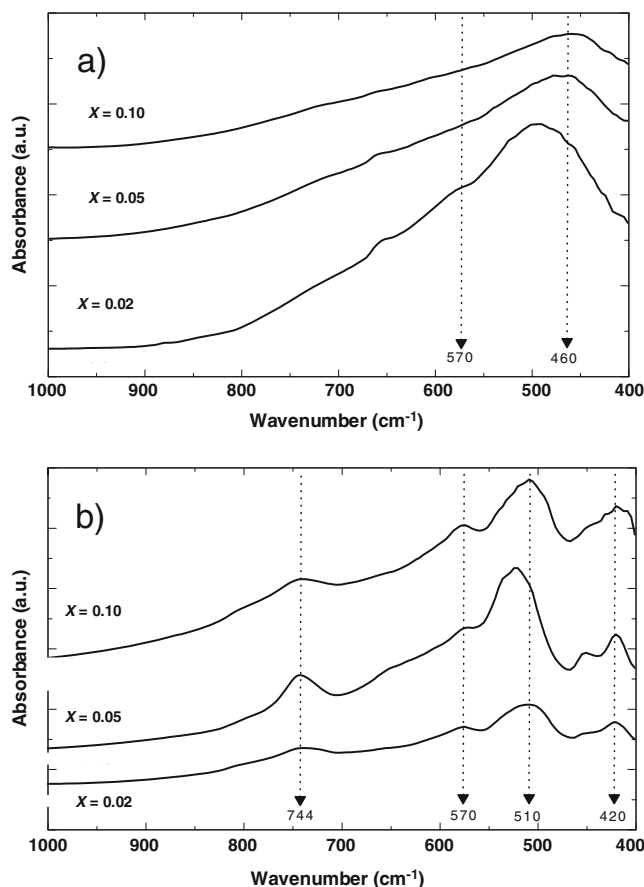 a)
X = 0.10
X = 0.05
X = 0.02
570
460
Absorbance (a.u.)
1000 900 800 700 600 500 400
Wavenumber (cm-1)
b)
X = 0.10
X = 0.05
X = 0.02
744
570
510
420
Absorbance (a.u.)
1000 900 800 700 600 500 400
Wavenumber (cm-1)